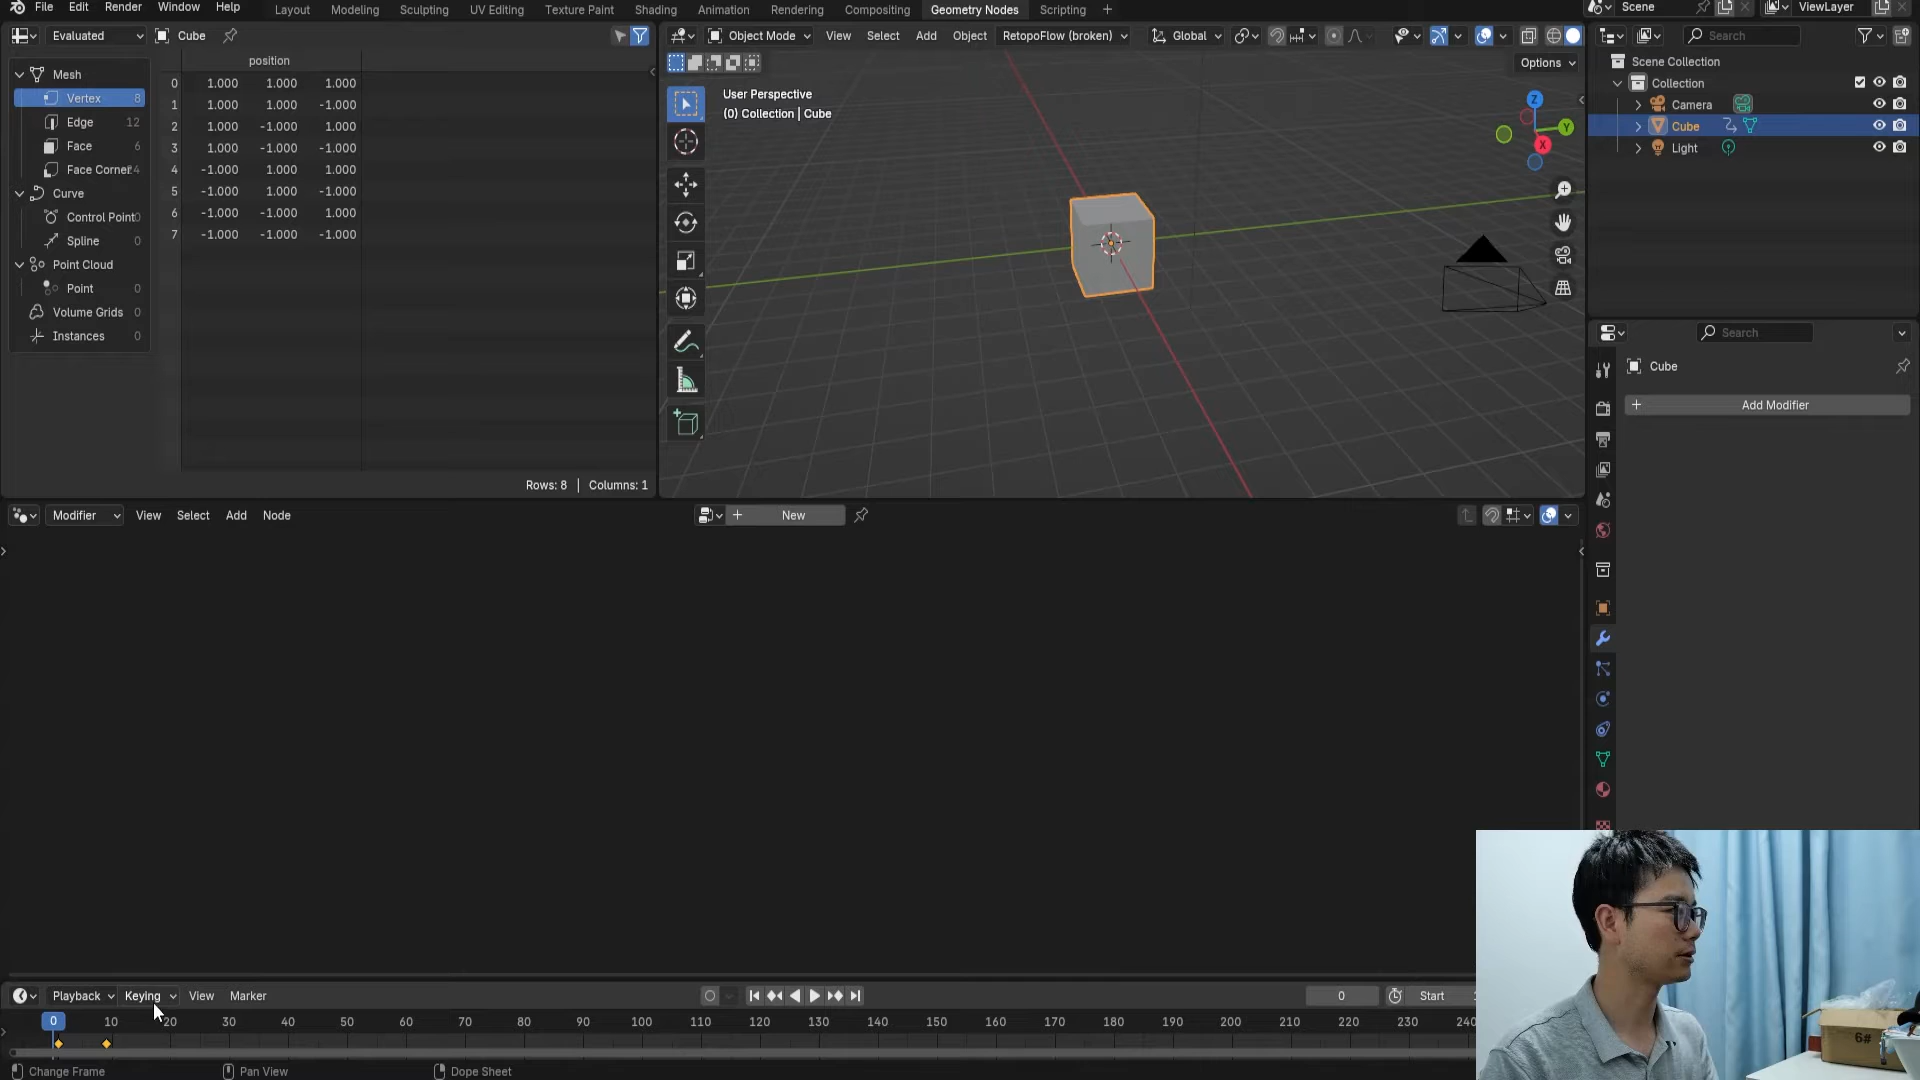 File Edit Render Window Help Layout Modeling Sculpting UV Editing Texture Paint Shading Animation Rendering Compositing Geometry Nodes Scripting + Scene ViewLayer
Evaluated Cube
Object Mode View Select Add Object RetopoFlow (broken) Global
Search
position
Options
Mesh
Vertex 8
Edge 12
Face 6
Face Corner 4
Curve
Control Point 0
Spline 0
Point Cloud
Point 0
Volume Grids 0
Instances 0
0 1.000 1.000 1.000
1 1.000 1.000 -1.000
2 1.000 -1.000 1.000
3 1.000 -1.000 -1.000
4 -1.000 1.000 1.000
5 -1.000 1.000 -1.000
6 -1.000 -1.000 1.000
7 -1.000 -1.000 -1.000
Rows: 8 | Columns: 1
User Perspective
(0) Collection | Cube
Z
Y
X
Scene Collection
Collection
Camera
Cube
Light
Search
Cube
+ Add Modifier
Modifier View Select Add Node
+ New
Playback Keying View Marker
0 Start
0 10 20 30 40 50 60 70 80 90 100 110 120 130 140 150 160 170 180 190 200 210 220 230 240
Change Frame Pan View Dope Sheet
6#